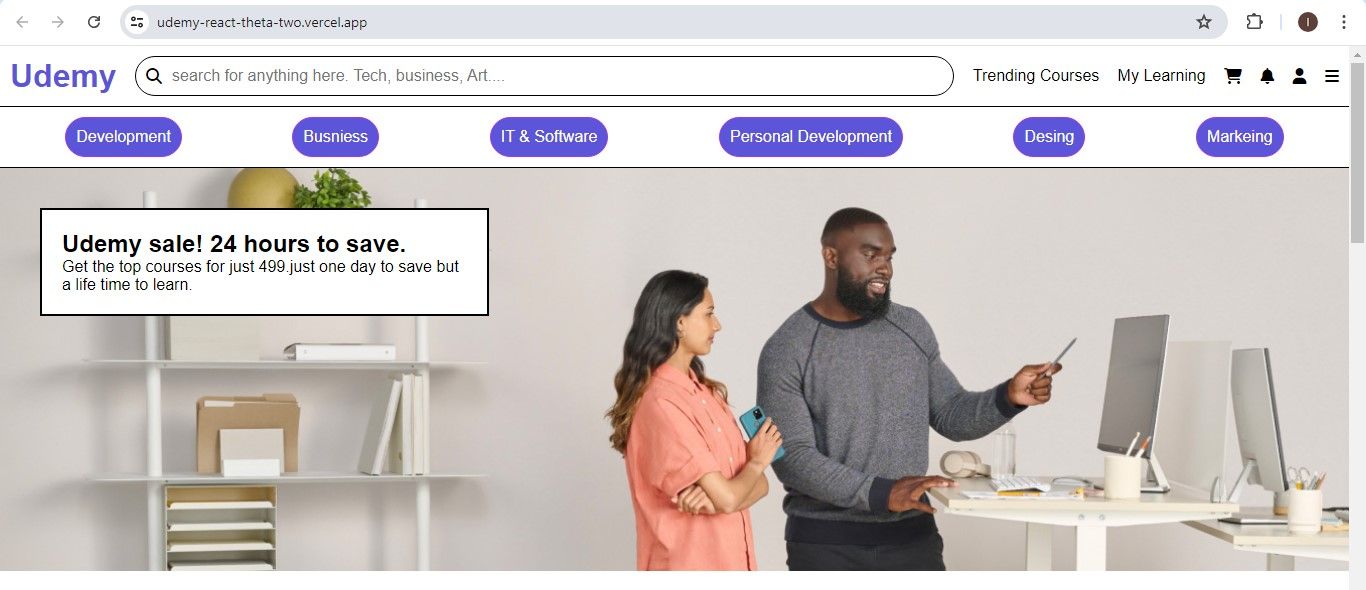 udemy-react-theta-two.vercel.app
I
Udemy
search for anything here. Tech, business, Art....
Trending Courses
My Learning
Development
Busniess
IT & Software
Personal Development
Desing
Markeing
Udemy sale! 24 hours to save.
Get the top courses for just 499.just one day to save but
a life time to learn.